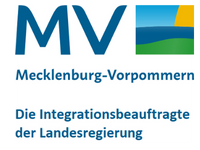 MV
Mecklenburg-Vorpommern
Die Integrationsbeauftragte
der Landesregierung